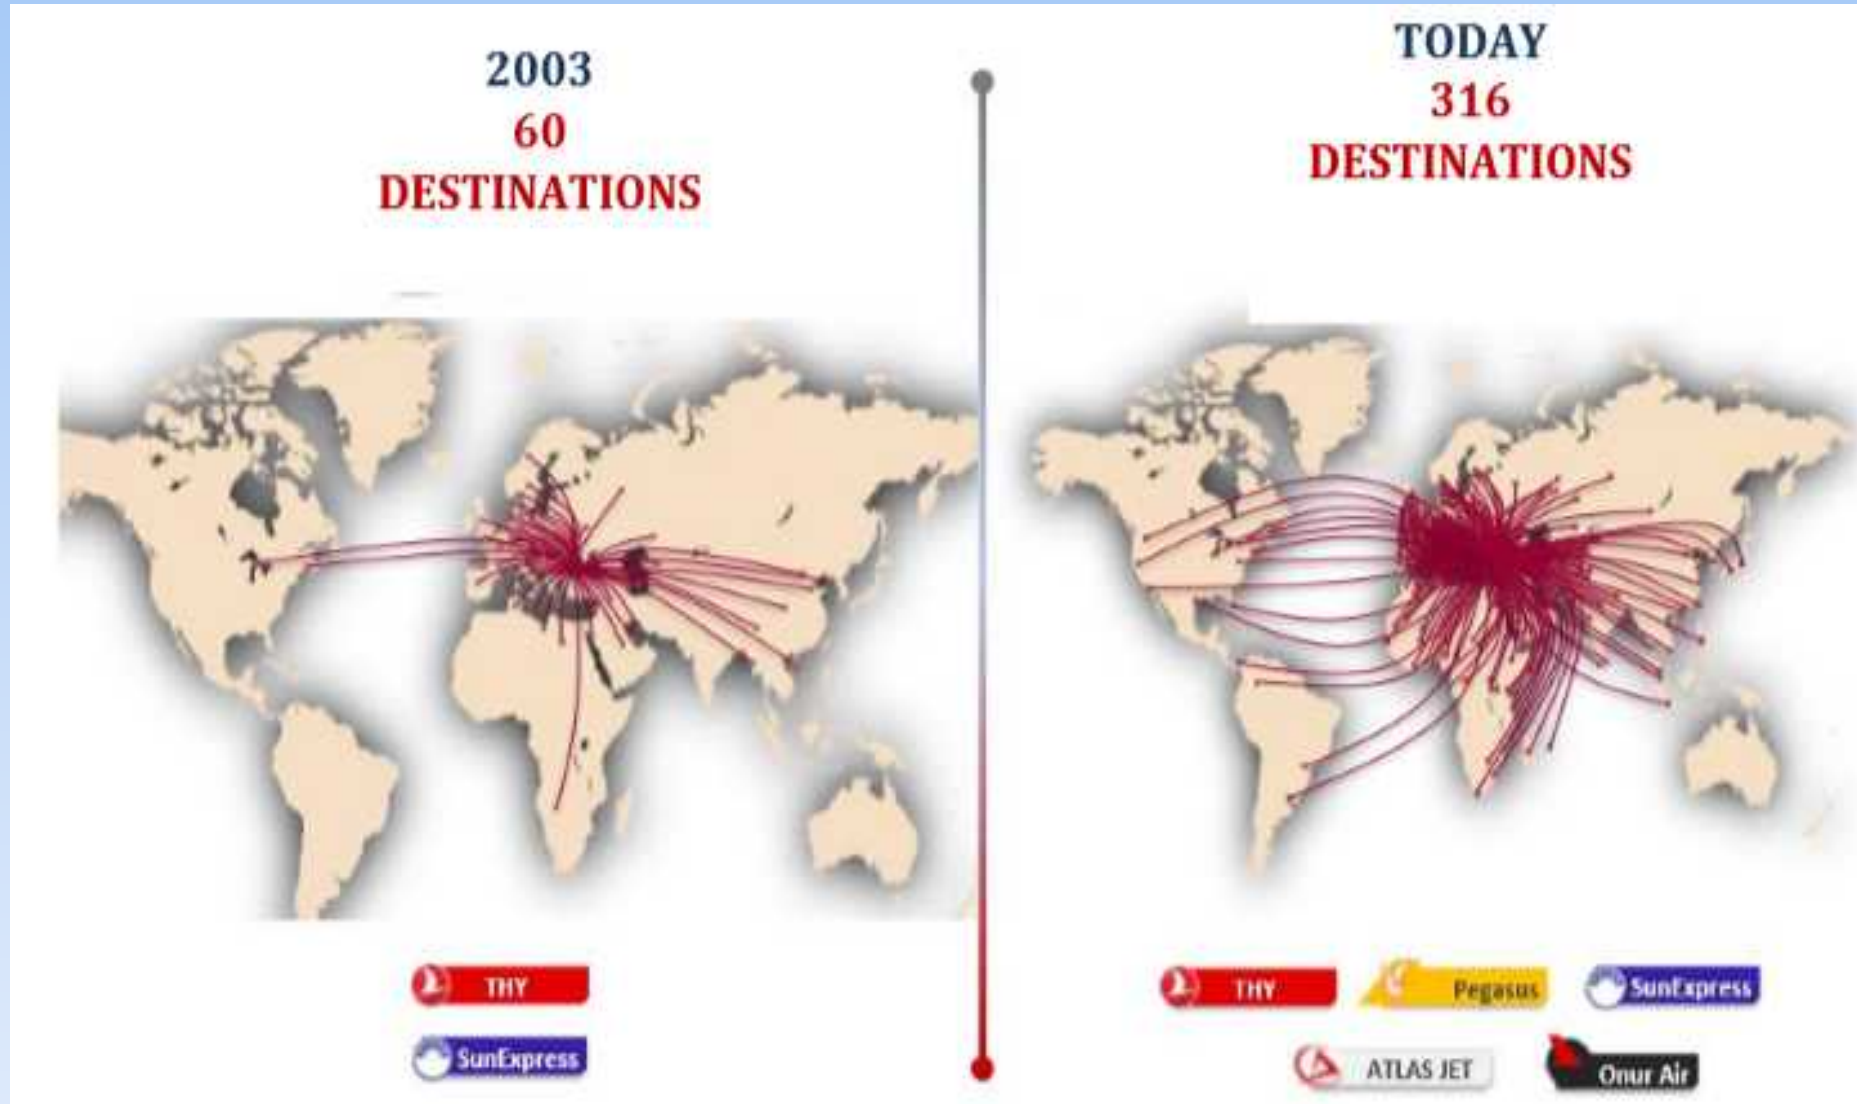 2003
60
DESTINATIONS
THY
SunExpress
TODAY
316
DESTINATIONS
THY
Pegasus
SunExpress
ATLAS JET
Onur Air